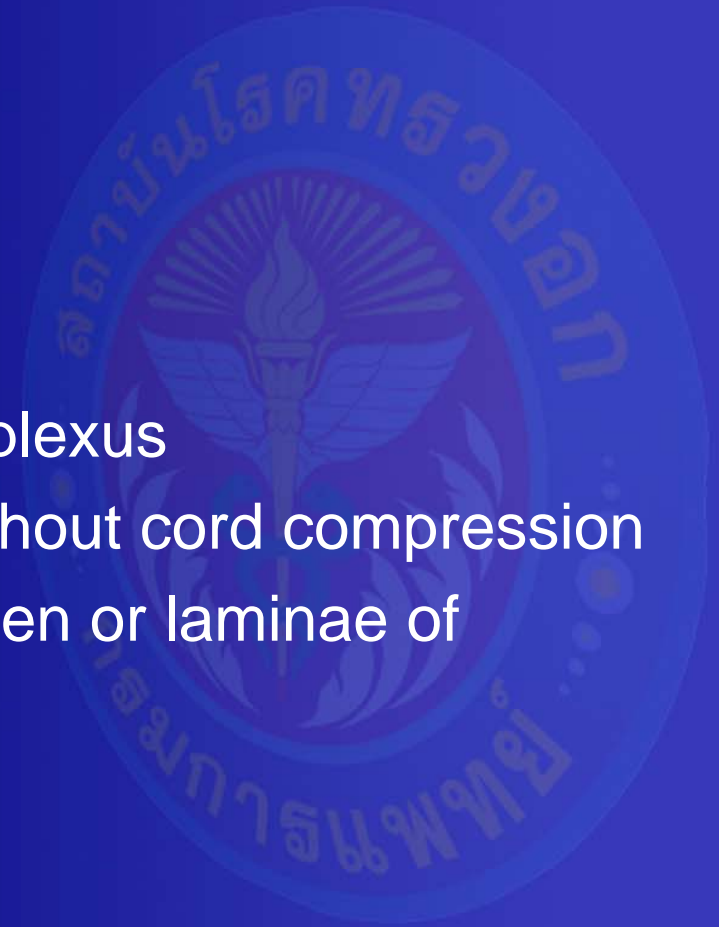 สถาบันโรคทรวงอก
plexus
hout cord compression
en or laminae of
กรมการแพทย์